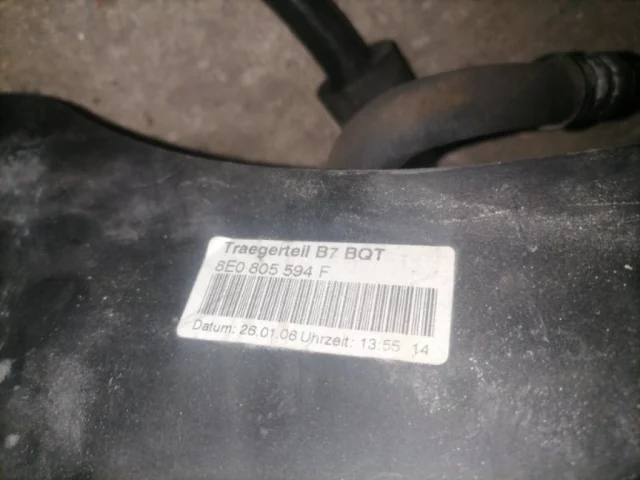 Traegerteil B7 BQT
8E0 805 594 F
Datum: 26.01.06 Uhrzeit: 13:55 14